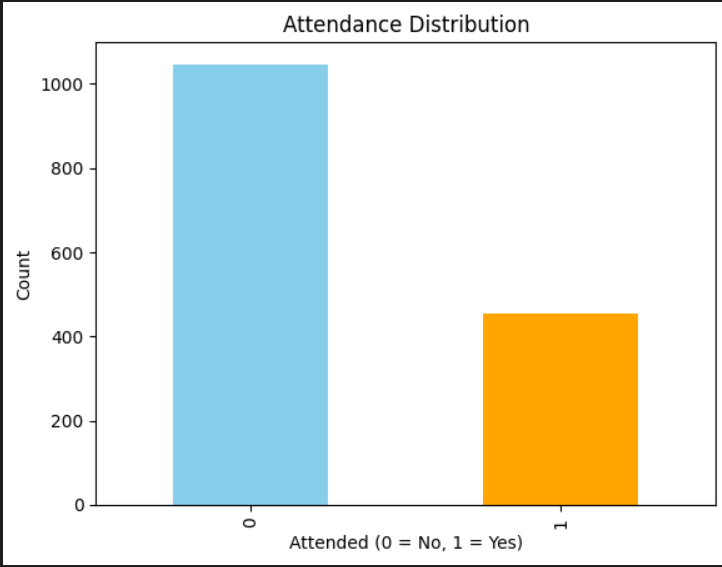 Attendance Distribution
1000
800
600
400
200
0
Count
0
1
Attended (0 = No, 1 = Yes)